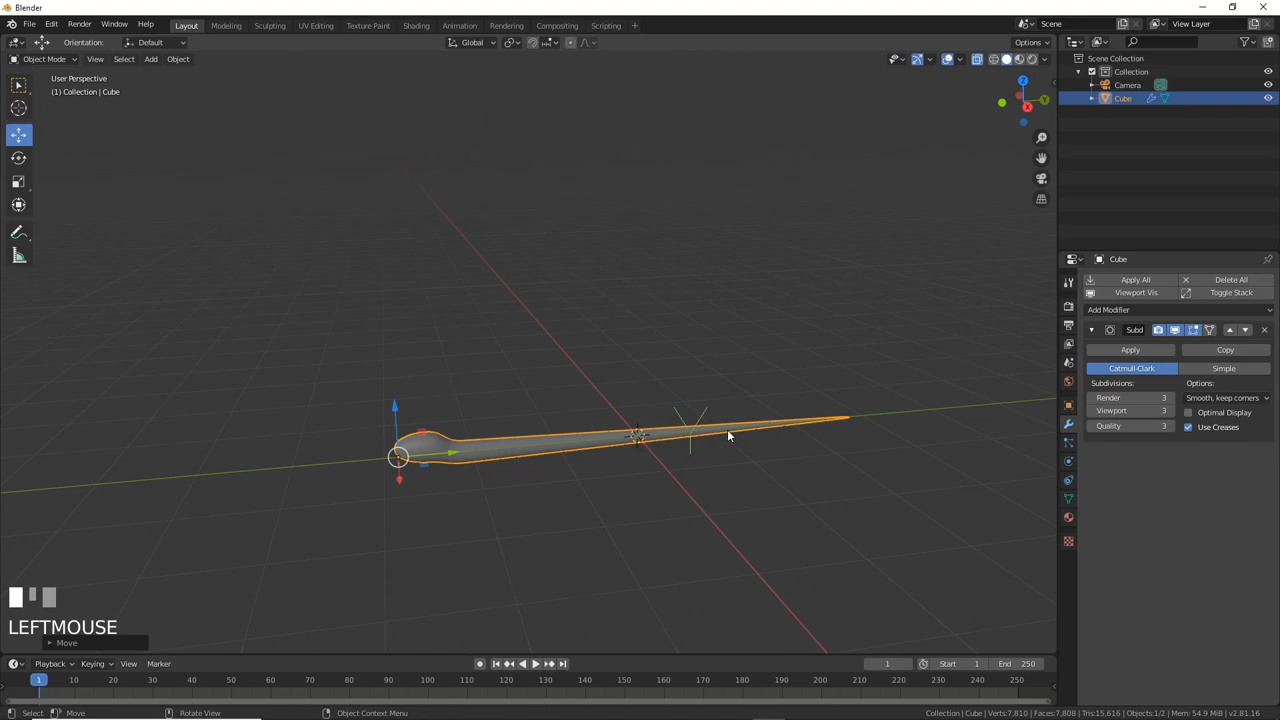 Blender
File Edit Render Window Help Layout Modeling Sculpting UV Editing Texture Paint Shading Animation Rendering Compositing Scripting + Scene View Layer
Orientation: Default Global Options
Object Mode View Select Add Object
User Perspective
(1) Collection | Cube
Z
Y
X
Scene Collection
Collection
Camera
Cube
Cube
Apply All Delete All
Viewport Vis Toggle Stack
Add Modifier
Subd
Apply Copy
Catmull-Clark Simple
Subdivisions: Options:
Render 3 Smooth, keep corners
Viewport 3 Optimal Display
Quality 3 Use Creases
LEFTMOUSE
Move
Playback Keying View Marker 1 Start 1 End 250
1 10 20 30 40 50 60 70 80 90 100 110 120 130 140 150 160 170 180 190 200 210 220 230 240 250
Select Move Rotate View Object Context Menu Collection | Cube | Verts:7,810 | Faces:7,808 | Tris:15,616 | Objects:1/2 | Mem: 54.9 MiB | v2.81.16